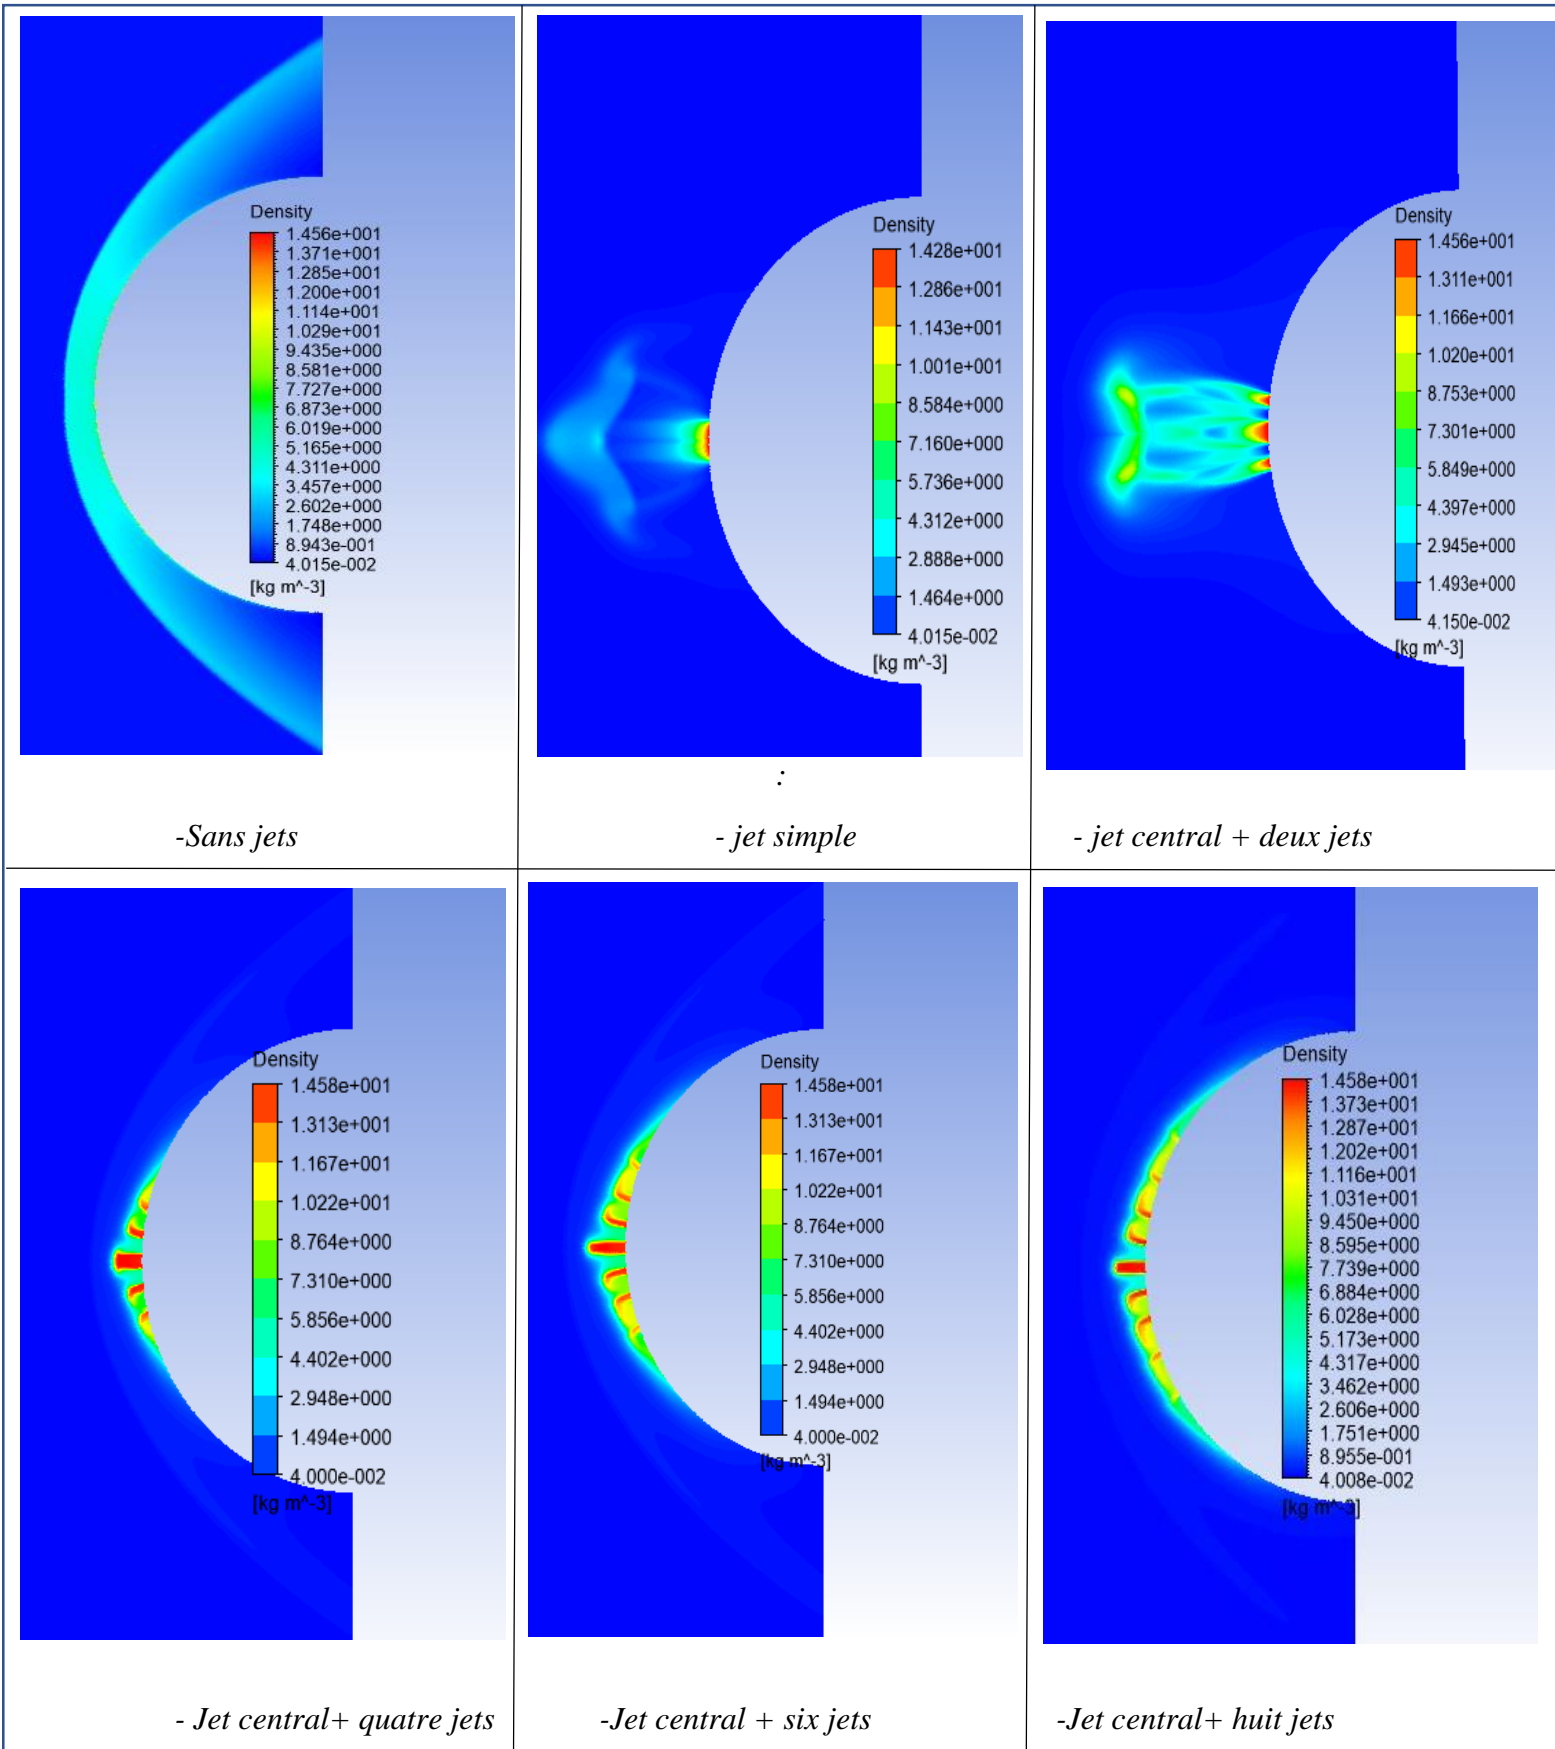 Density
1.456e+001
1.371e+001
1.285e+001
1.200e+001
1.114e+001
1.029e+001
9.435e+000
8.581e+000
7.727e+000
6.873e+000
6.019e+000
5.165e+000
4.311e+000
3.457e+000
2.602e+000
1.748e+000
8.943e-001
4.015e-002
[kg m^-3]
-Sans jets
Density
1.428e+001
1.286e+001
1.143e+001
1.001e+001
8.584e+000
7.160e+000
5.736e+000
4.312e+000
2.888e+000
1.464e+000
4.015e-002
[kg m^-3]
:
- jet simple
Density
1.456e+001
1.311e+001
1.166e+001
1.020e+001
8.753e+000
7.301e+000
5.849e+000
4.397e+000
2.945e+000
1.493e+000
4.150e-002
[kg m^-3]
- jet central + deux jets
Density
1.458e+001
1.313e+001
1.167e+001
1.022e+001
8.764e+000
7.310e+000
5.856e+000
4.402e+000
2.948e+000
1.494e+000
4.000e-002
[kg m^-3]
- Jet central+ quatre jets
Density
1.458e+001
1.313e+001
1.167e+001
1.022e+001
8.764e+000
7.310e+000
5.856e+000
4.402e+000
2.948e+000
1.494e+000
4.000e-002
[kg m^-3]
-Jet central + six jets
Density
1.458e+001
1.373e+001
1.287e+001
1.202e+001
1.116e+001
1.031e+001
9.450e+000
8.595e+000
7.739e+000
6.884e+000
6.028e+000
5.173e+000
4.317e+000
3.462e+000
2.606e+000
1.751e+000
8.955e-001
4.008e-002
[kg m^-3]
-Jet central+ huit jets